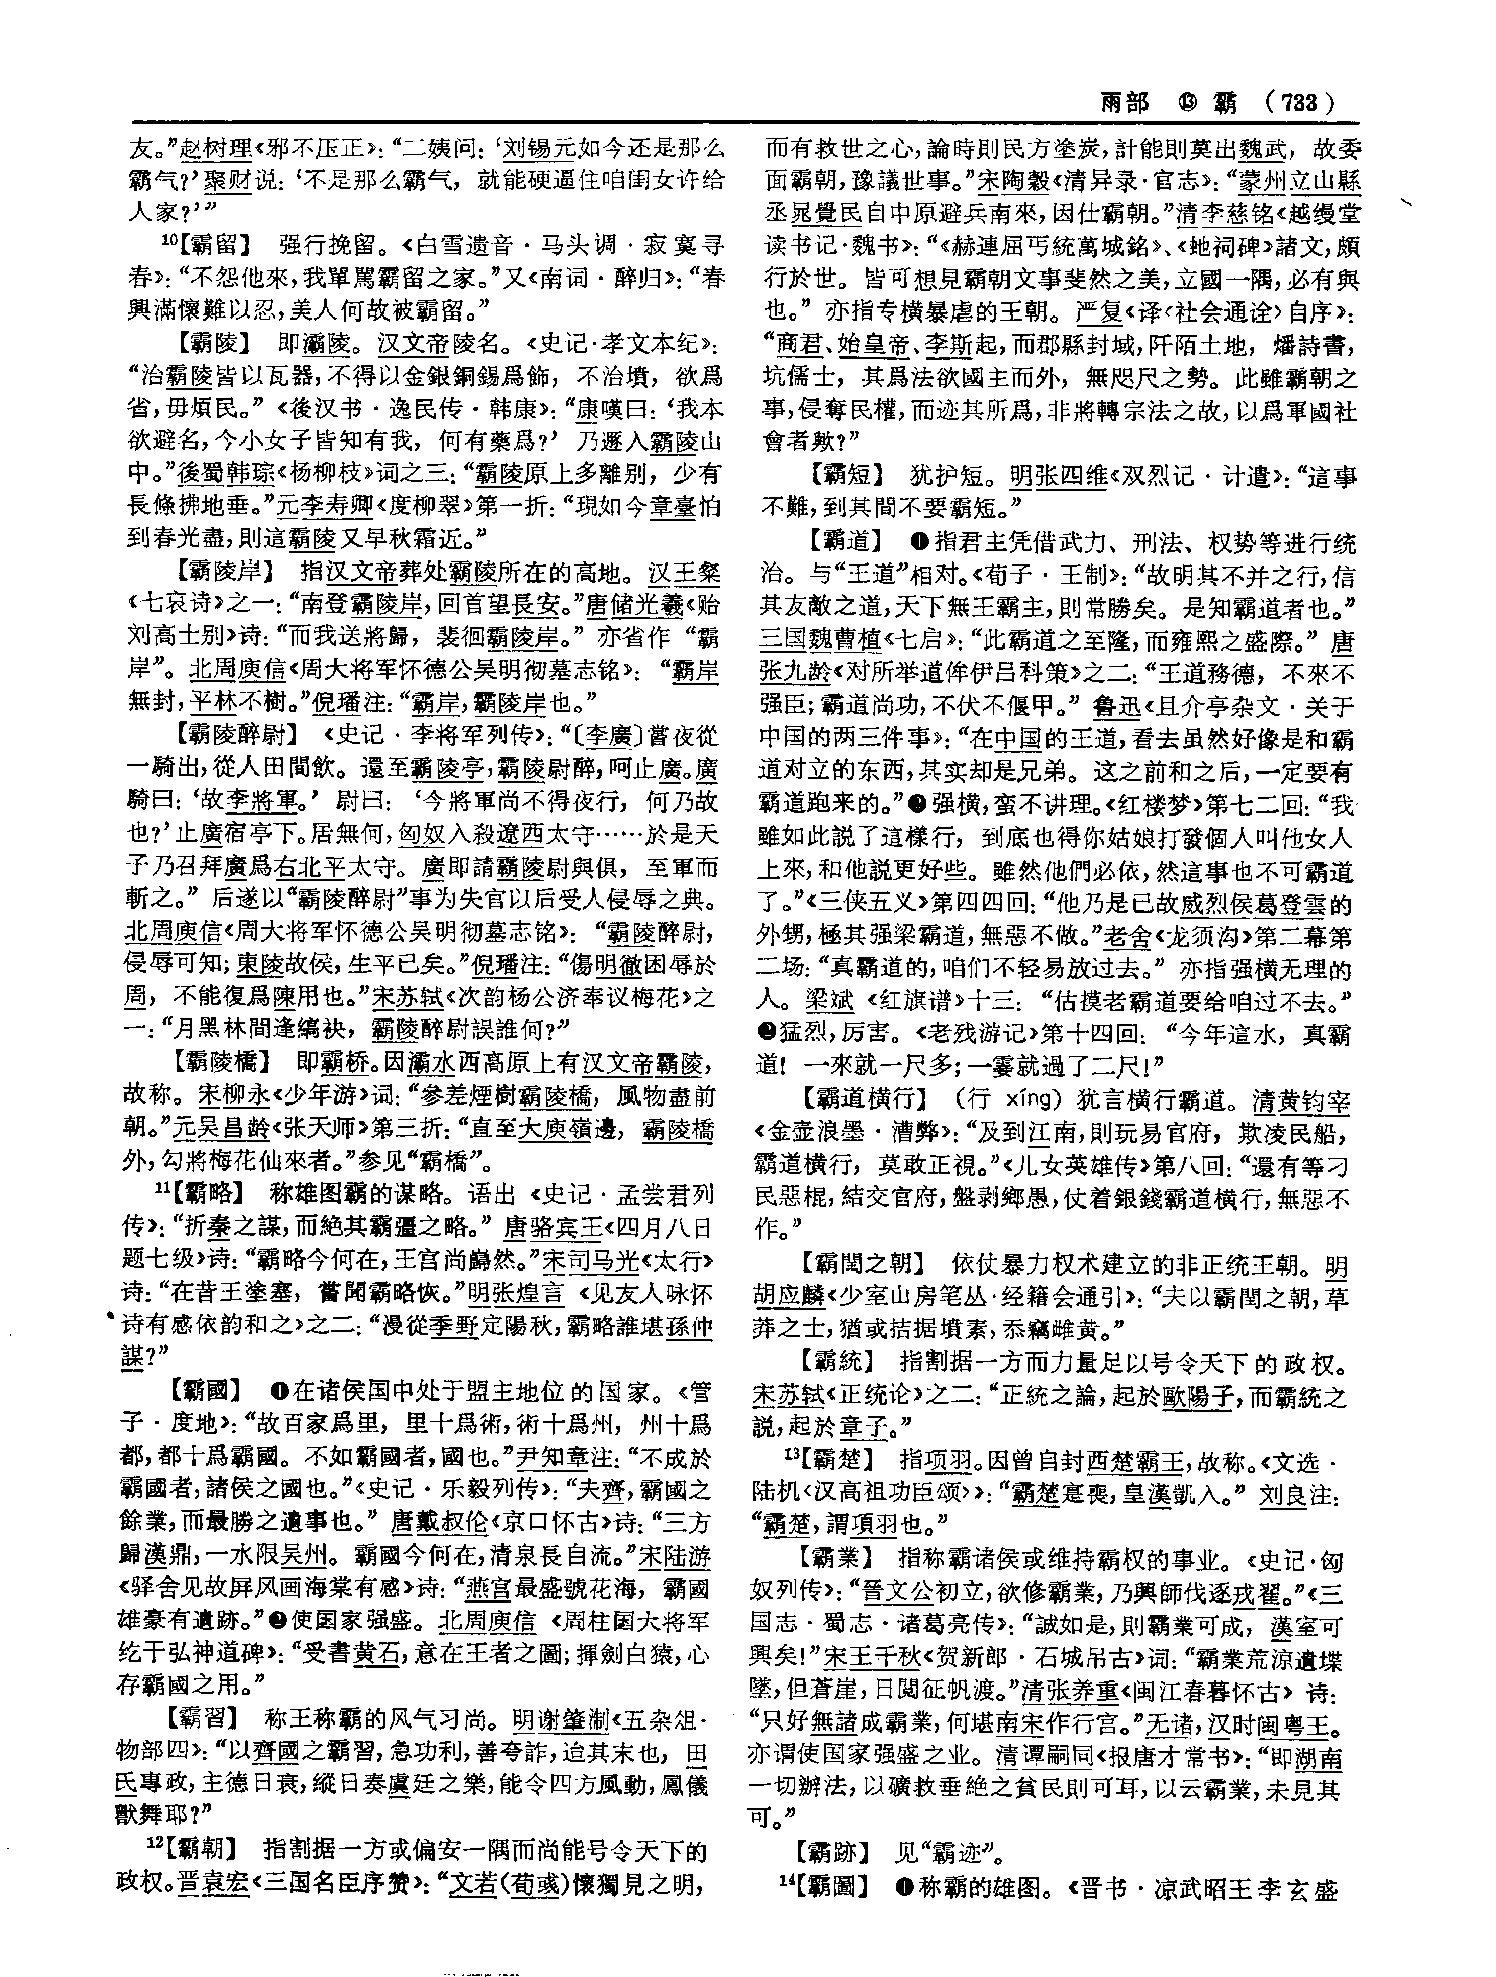 雨部 ⑬ 霸 (733)
友。”赵树理《邪不压正》：“二姨问：‘刘锡元如今还是那么
霸气?’聚财说：‘不是那么霸气，就能硬逼住咱闺女许给
人家?’”
10【霸留】 强行挽留。《白雪遗音·马头调·寂寞寻
春》：“不怨他來，我單罵霸留之家。”又《南词·醉归》：“春
興滿懷難以忍，美人何故被霸留。”
【霸陵】 即灞陵。汉文帝陵名。《史记·孝文本纪》：
“治霸陵皆以瓦器，不得以金銀銅錫爲飾，不治墳，欲爲
省，毋煩民。”《後汉书·逸民传·韩康》：“康嘆曰：‘我本
欲避名，今小女子皆知有我，何有藥爲?’乃遯入霸陵山
中。”後蜀韩琮《杨柳枝》词之三：“霸陵原上多離别，少有
長條拂地垂。”元李寿卿《度柳翠》第一折：“現如今章臺怕
到春光盡，則這霸陵又早秋霜近。”
【霸陵岸】 指汉文帝葬处霸陵所在的高地。汉王粲
《七哀诗》之一：“南登霸陵岸，回首望長安。”唐储光羲《贻
刘高士别》诗：“而我送將歸，裴徊霸陵岸。”亦省作“霸
岸”。北周庾信《周大将军怀德公吴明彻墓志铭》：“霸岸
無封，平林不樹。”倪璠注：“霸岸，霸陵岸也。”
【霸陵醉尉】 《史记·李将军列传》：“〔李廣〕嘗夜從
一騎出，從人田間飲。還至霸陵亭，霸陵尉醉，呵止廣。廣
騎曰：‘故李將軍。’尉曰：‘今將軍尚不得夜行，何乃故
也?’止廣宿亭下。居無何，匈奴入殺遼西太守……於是天
子乃召拜廣爲右北平太守。廣即請霸陵尉與俱，至軍而
斬之。”后遂以“霸陵醉尉”事为失官以后受人侵辱之典。
北周庾信《周大将军怀德公吴明彻墓志铭》：“霸陵醉尉，
侵辱可知；東陵故侯，生平已矣。”倪璠注：“傷明徹困辱於
周，不能復爲陳用也。”宋苏轼《次韵杨公济奉议梅花》之
一：“月黑林間逢縞袂，霸陵醉尉誤誰何?”
【霸陵橋】 即霸桥。因灞水西高原上有汉文帝霸陵，
故称。宋柳永《少年游》词：“參差煙樹霸陵橋，風物盡前
朝。”元吴昌龄《张天师》第三折：“直至大庾嶺邊，霸陵橋
外，勾將梅花仙來者。”参见“霸橋”。
11【霸略】 称雄图霸的谋略。语出《史记·孟尝君列
传》：“折秦之謀，而絶其霸彊之略。”唐骆宾王《四月八日
题七级》诗：“霸略今何在，王宫尚巋然。”宋司马光《太行》
诗：“在昔王塗塞，嘗聞霸略恢。”明张煌言《见友人咏怀
诗有感依韵和之》之二：“漫從季野定陽秋，霸略誰堪孫仲
謀?”
【霸國】 ❶在诸侯国中处于盟主地位的国家。《管
子·度地》：“故百家爲里，里十爲術，術十爲州，州十爲
都，都十爲霸國。不如霸國者，國也。”尹知章注：“不成於
霸國者，諸侯之國也。”《史记·乐毅列传》：“夫齊，霸國之
餘業，而最勝之遺事也。”唐戴叔伦《京口怀古》诗：“三方
歸漢鼎，一水限吴州。霸國今何在，清泉長自流。”宋陆游
《驿舍见故屏风画海棠有感》诗：“燕宫最盛號花海，霸國
雄豪有遺跡。”❷使国家强盛。北周庾信《周柱国大将军
纥干弘神道碑》：“受書黄石，意在王者之圖；揮劍白猿，心
存霸國之用。”
【霸習】 称王称霸的风气习尚。明谢肇淛《五杂俎·
物部四》：“以齊國之霸習，急功利，善夸詐，迨其末也，田
氏專政，主德日衰，縱日奏虞廷之樂，能令四方風動，鳳儀
獸舞耶?”
12【霸朝】 指割据一方或偏安一隅而尚能号令天下的
政权。晋袁宏《三国名臣序赞》：“文若(荀彧)懷獨見之明，
而有救世之心，論時則民方塗炭，計能則莫出魏武，故委
面霸朝，豫議世事。”宋陶穀《清异录·官志》：“蒙州立山縣
丞晁覺民自中原避兵南來，因仕霸朝。”清李慈铭《越缦堂
读书记·魏书》：“《赫連屈丐統萬城銘》、《虵祠碑》諸文，頗
行於世。皆可想見霸朝文事斐然之美，立國一隅，必有與
也。”亦指专横暴虐的王朝。严复《译〈社会通诠〉自序》：
“商君、始皇帝、李斯起，而郡縣封域，阡陌土地，燔詩書，
坑儒士，其爲法欲國主而外，無咫尺之勢。此雖霸朝之
事，侵奪民權，而迹其所爲，非將轉宗法之故，以爲軍國社
會者歟?”
【霸短】 犹护短。明张四维《双烈记·计遣》：“這事
不難，到其間不要霸短。”
【霸道】 ❶指君主凭借武力、刑法、权势等进行统
治。与“王道”相对。《荀子·王制》：“故明其不并之行，信
其友敵之道，天下無王霸主，則常勝矣。是知霸道者也。”
三国魏曹植《七启》：“此霸道之至隆，而雍熙之盛際。”唐
张九龄《对所举道侔伊吕科策》之二：“王道務德，不來不
强臣；霸道尚功，不伏不偃甲。”鲁迅《且介亭杂文·关于
中国的两三件事》：“在中国的王道，看去虽然好像是和霸
道对立的东西，其实却是兄弟。这之前和之后，一定要有
霸道跑来的。”❷强横，蛮不讲理。《红楼梦》第七二回：“我
雖如此説了這樣行，到底也得你姑娘打發個人叫他女人
上來，和他説更好些。雖然他們必依，然這事也不可霸道
了。”《三侠五义》第四四回：“他乃是已故威烈侯葛登雲的
外甥，極其强梁霸道，無惡不做。”老舍《龙须沟》第二幕第
二场：“真霸道的，咱们不轻易放过去。”亦指强横无理的
人。梁斌《红旗谱》十三：“估摸老霸道要给咱过不去。”
❷猛烈，厉害。《老残游记》第十四回：“今年這水，真霸
道！一來就一尺多；一霎就過了二尺！”
【霸道橫行】 (行 xíng) 犹言横行霸道。清黄钧宰
《金壶浪墨·漕弊》：“及到江南，則玩易官府，欺凌民船，
霸道橫行，莫敢正視。”《儿女英雄传》第八回：“還有等刁
民惡棍，結交官府，盤剥鄉愚，仗着銀錢霸道横行，無惡不
作。”
【霸閏之朝】 依仗暴力权术建立的非正统王朝。明
胡应麟《少室山房笔丛·经籍会通引》：“夫以霸閏之朝，草
莽之士，猶或拮据墳素，忝竊雌黄。”
【霸統】 指割据一方而力量足以号令天下的政权。
宋苏轼《正统论》之二：“正統之論，起於歐陽子，而霸統之
説，起於章子。”
13【霸楚】 指项羽。因曾自封西楚霸王，故称。《文选·
陆机〈汉高祖功臣颂〉》：“霸楚寔喪，皇漢凱入。”刘良注：
“霸楚，謂項羽也。”
【霸業】 指称霸诸侯或维持霸权的事业。《史记·匈
奴列传》：“晉文公初立，欲修霸業，乃興師伐逐戎翟。”《三
国志·蜀志·诸葛亮传》：“誠如是，則霸業可成，漢室可
興矣！”宋王千秋《贺新郎·石城吊古》词：“霸業荒涼遺堞
墜，但蒼崖，日閲征帆渡。”清张养重《闽江春暮怀古》诗：
“只好無諸成霸業，何堪南宋作行宫。”无诸，汉时闽粤王。
亦谓使国家强盛之业。清谭嗣同《报唐才常书》：“即湖南
一切辦法，以礦救垂絶之貧民則可耳，以云霸業，未見其
可。”
【霸跡】 见“霸迹”。
14【霸圖】 ❶称霸的雄图。《晋书·凉武昭王李玄盛